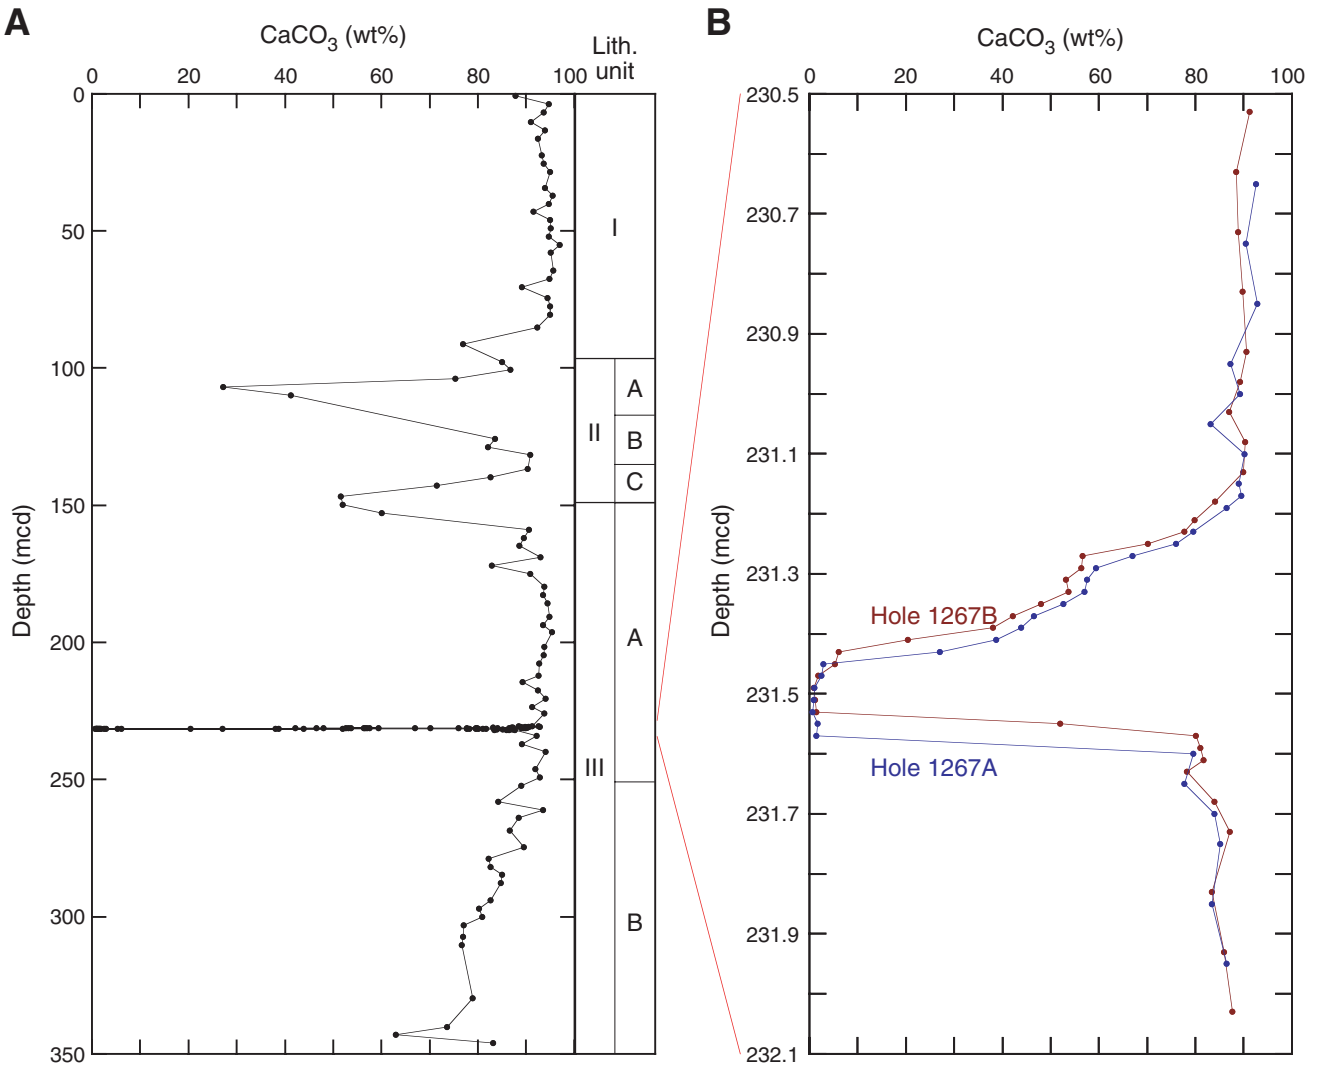 A
CaCO3 (wt%)
Lith.
unit
0 20 40 60 80 100
0
50
100
150
200
250
300
350
Depth (mcd)
I
II
A
B
C
III
A
B
B
CaCO3 (wt%)
0 20 40 60 80 100
230.5
230.7
230.9
231.1
231.3
231.5
231.7
231.9
232.1
Depth (mcd)
Hole 1267B
Hole 1267A